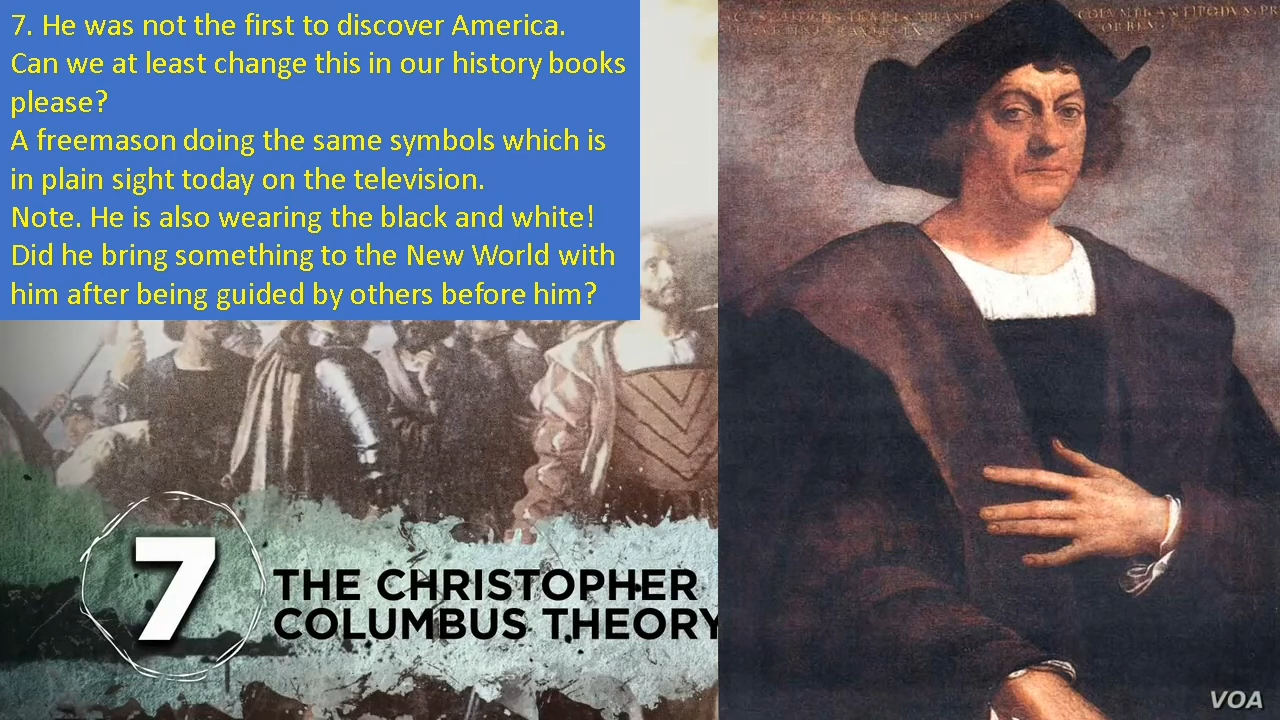 7. He was not the first to discover America.
Can we at least change this in our history books
please?
A freemason doing the same symbols which is
in plain sight today on the television.
Note. He is also wearing the black and white!
Did he bring something to the New World with
him after being guided by others before him?
7
THE CHRISTOPHER
COLUMBUS THEORY
VOA